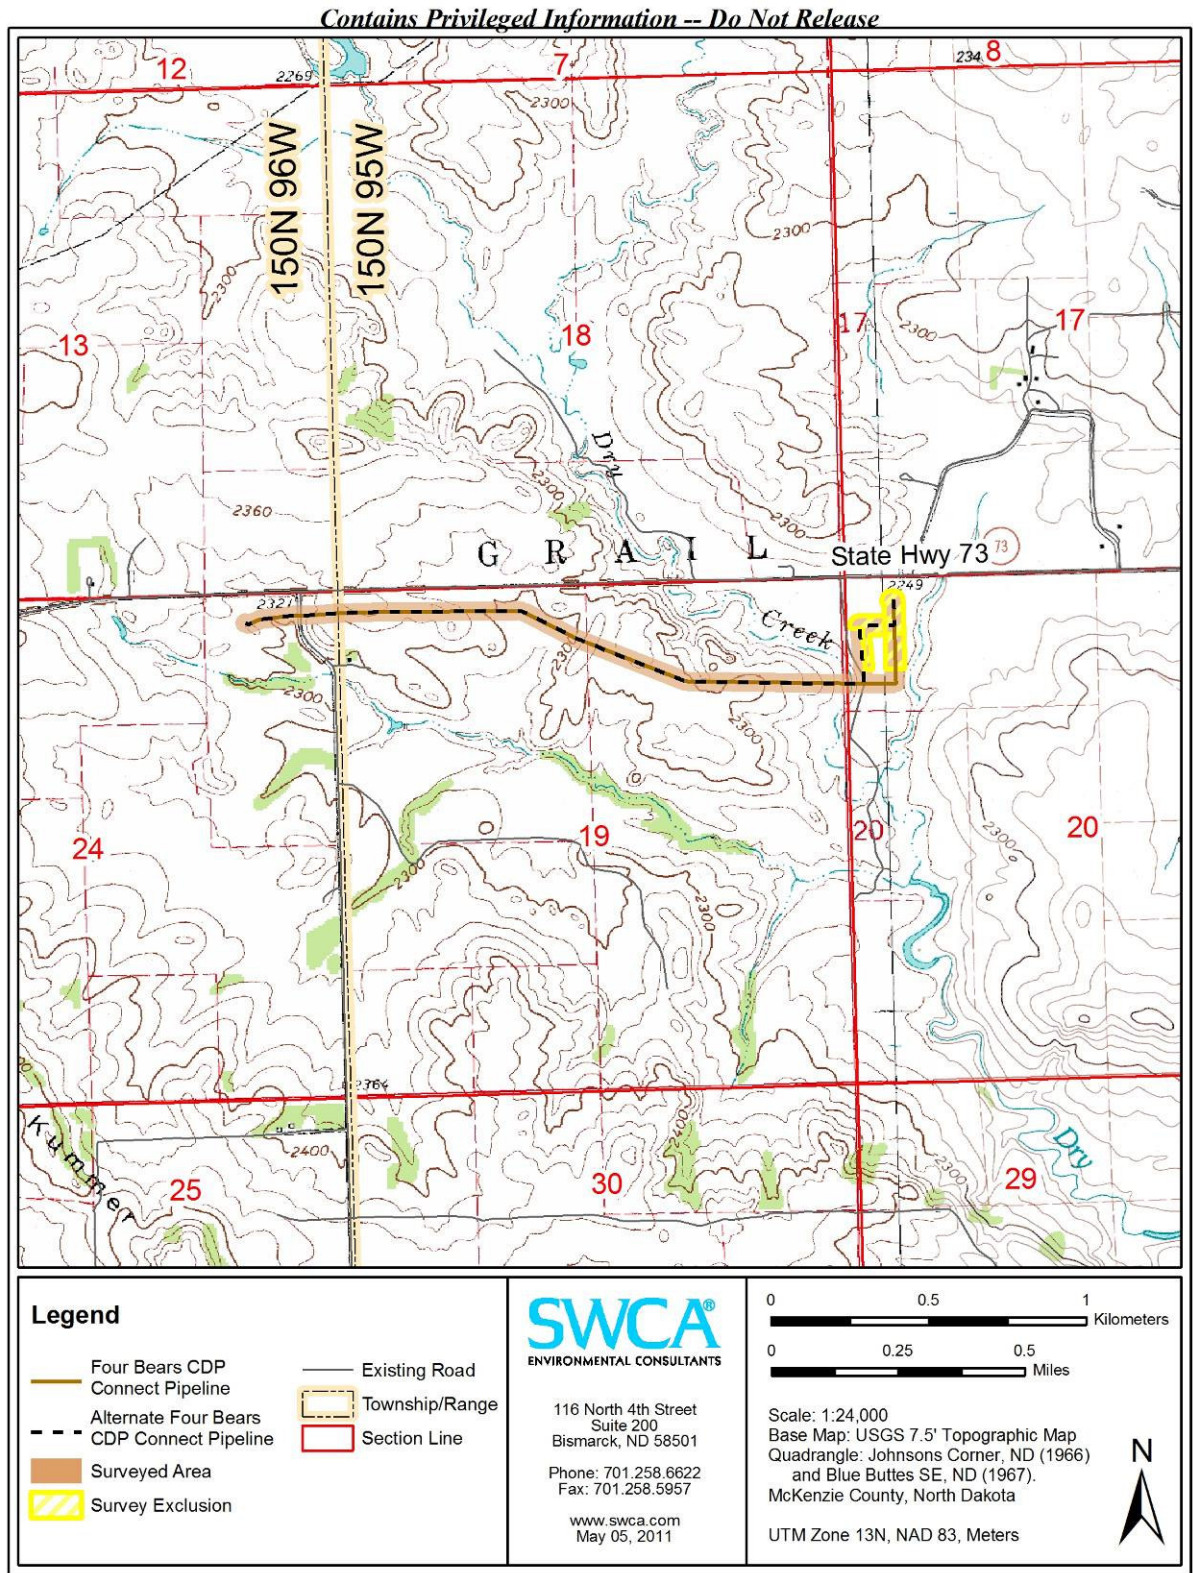 Contains Privileged Information -- Do Not Release
12
2269
7
234
8
2300
150N 96W
150N 95W
2300
2300
13
18
17
2300
17
Dry
2300
2300
2360
GRAIL
State Hwy 73
73
2321
2249
Creek
230
2300
2300
24
19
20
20
2300
2300
2300
2364
Kummer
2400
2400
Dry
2300
25
30
29
Legend
Four Bears CDP
Connect Pipeline
Alternate Four Bears
CDP Connect Pipeline
Surveyed Area
Survey Exclusion
Existing Road
Township/Range
Section Line
SWCA®
ENVIRONMENTAL CONSULTANTS
116 North 4th Street
Suite 200
Bismarck, ND 58501
Phone: 701.258.6622
Fax: 701.258.5957
www.swca.com
May 05, 2011
0 0.5 1
Kilometers
0 0.25 0.5
Miles
Scale: 1:24,000
Base Map: USGS 7.5' Topographic Map
Quadrangle: Johnsons Corner, ND (1966)
and Blue Buttes SE, ND (1967).
McKenzie County, North Dakota
UTM Zone 13N, NAD 83, Meters
N